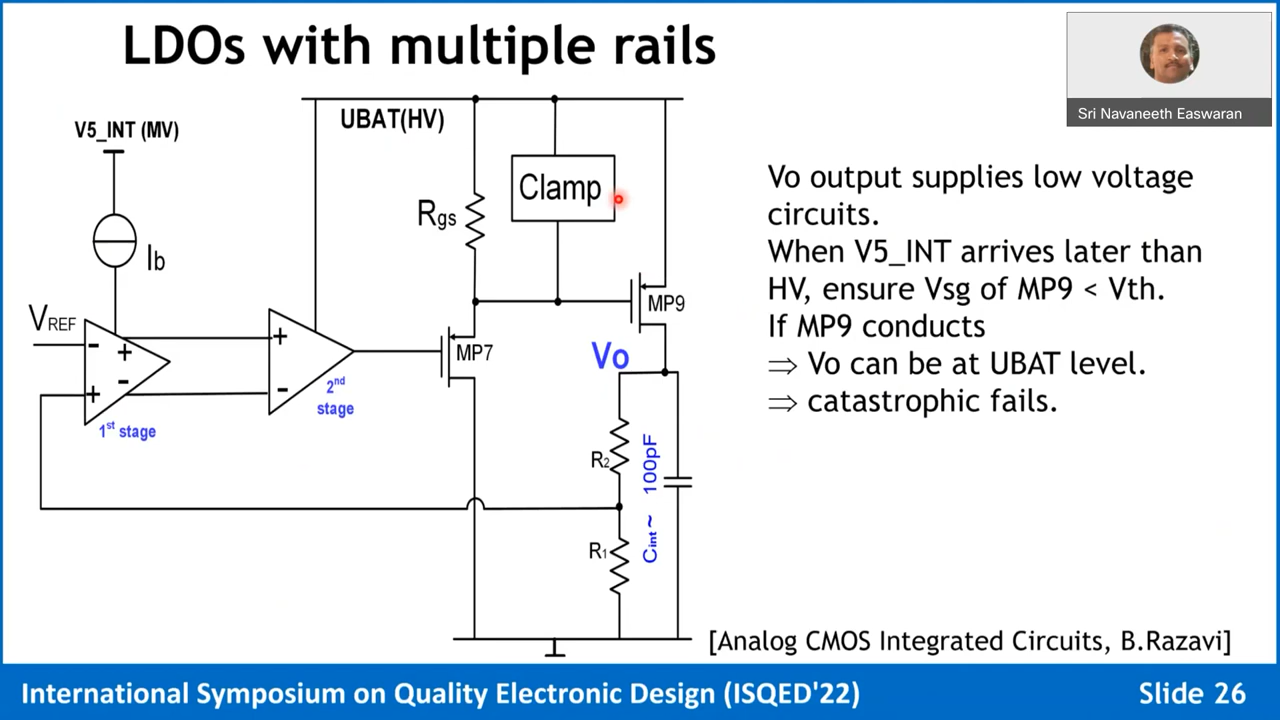 LDOs with multiple rails
Sri Navaneeth Easwaran
V5_INT (MV)
UBAT(HV)
Clamp
Rgs
Ib
VREF
-
+
+
-
1st stage
+
-
2nd
stage
MP7
MP9
Vo
R2
R1
Cint ~ 100pF
Vo output supplies low voltage
circuits.
When V5_INT arrives later than
HV, ensure Vsg of MP9 < Vth.
If MP9 conducts
⇒ Vo can be at UBAT level.
⇒ catastrophic fails.
[Analog CMOS Integrated Circuits, B.Razavi]
International Symposium on Quality Electronic Design (ISQED'22)
Slide 26